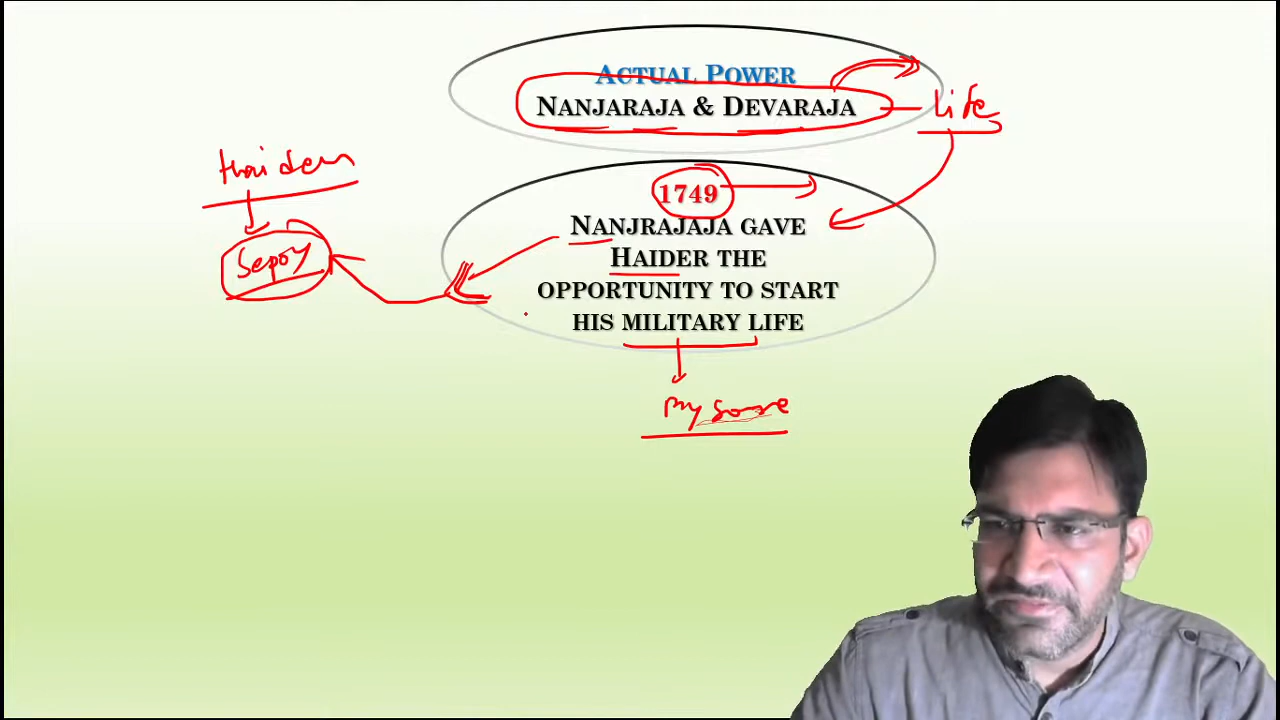 ACTUAL POWER
NANJARAJA & DEVARAJA
Life
Haider
1749
NANJRAJAJA GAVE
HAIDER THE
Sepoy
OPPORTUNITY TO START
HIS MILITARY LIFE
Mysore